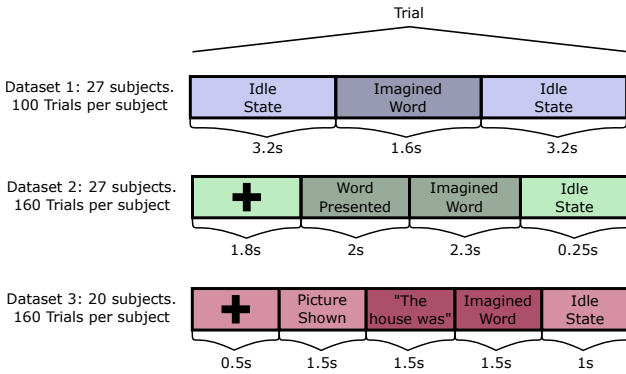 Trial
Dataset 1: 27 subjects.
100 Trials per subject
Idle
State
Imagined
Word
Idle
State
3.2s
1.6s
3.2s
Dataset 2: 27 subjects.
160 Trials per subject
Word
Presented
Imagined
Word
Idle
State
1.8s
2s
2.3s
0.25s
Dataset 3: 20 subjects.
160 Trials per subject
Picture
Shown
"The
house was"
Imagined
Word
Idle
State
0.5s
1.5s
1.5s
1.5s
1s